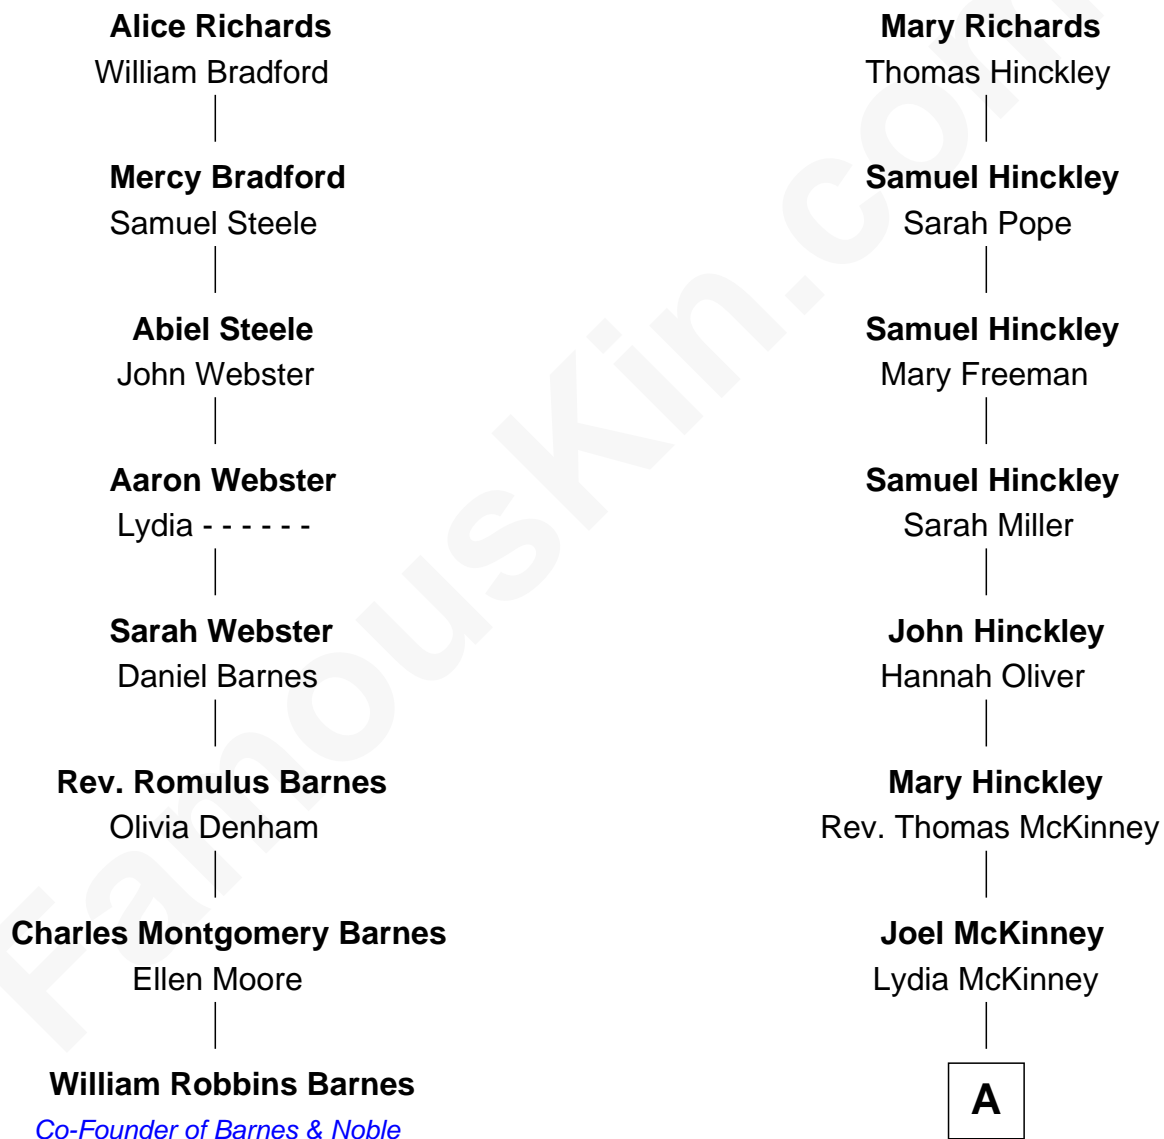 Alice Richards
William Bradford
Mercy Bradford
Samuel Steele
Abiel Steele
John Webster
Aaron Webster
Lydia - - - - - -
Sarah Webster
Daniel Barnes
Rev. Romulus Barnes
Olivia Denham
Charles Montgomery Barnes
Ellen Moore
William Robbins Barnes
Co-Founder of Barnes & Noble
Mary Richards
Thomas Hinckley
Samuel Hinckley
Sarah Pope
Samuel Hinckley
Mary Freeman
Samuel Hinckley
Sarah Miller
John Hinckley
Hannah Oliver
Mary Hinckley
Rev. Thomas McKinney
Joel McKinney
Lydia McKinney
A
FamousKin.com